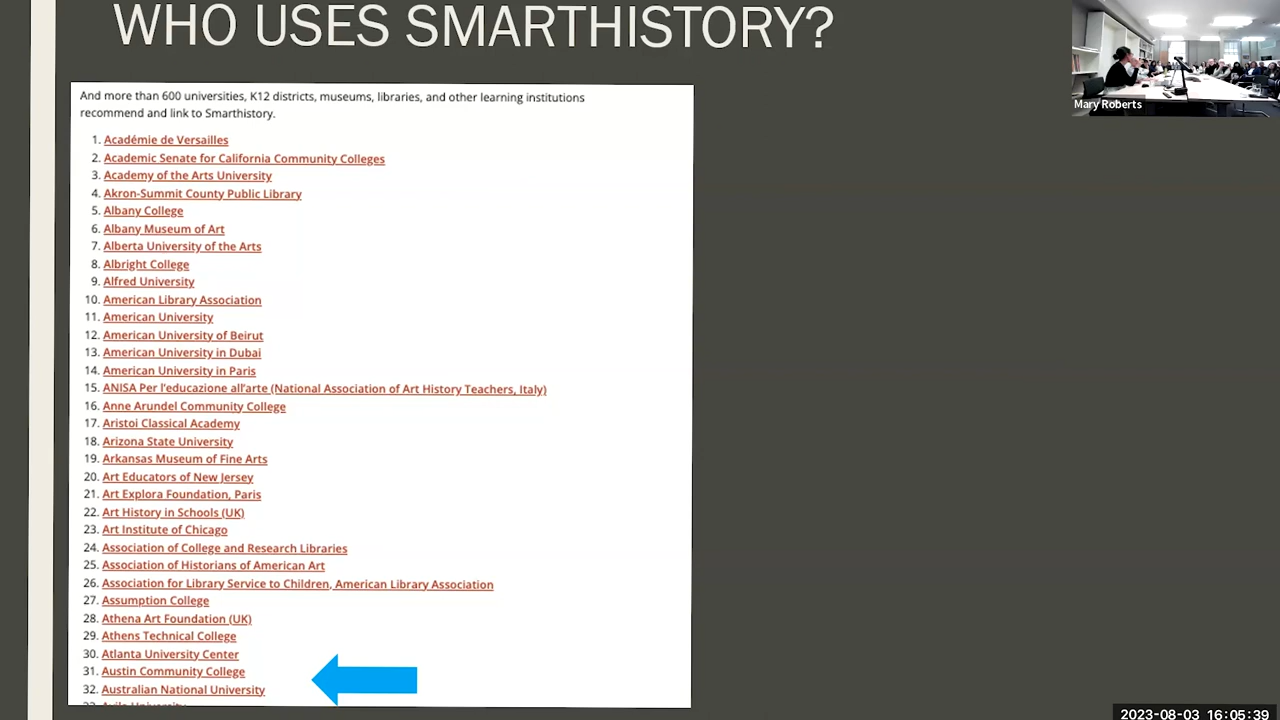 WHO USES SMARTHISTORY?
Mary Roberts
And more than 600 universities, K12 districts, museums, libraries, and other learning institutions
recommend and link to Smarthistory.
1. Académie de Versailles
2. Academic Senate for California Community Colleges
3. Academy of the Arts University
4. Akron-Summit County Public Library
5. Albany College
6. Albany Museum of Art
7. Alberta University of the Arts
8. Albright College
9. Alfred University
10. American Library Association
11. American University
12. American University of Beirut
13. American University in Dubai
14. American University in Paris
15. ANISA Per l'educazione all'arte (National Association of Art History Teachers, Italy)
16. Anne Arundel Community College
17. Aristoi Classical Academy
18. Arizona State University
19. Arkansas Museum of Fine Arts
20. Art Educators of New Jersey
21. Art Explora Foundation, Paris
22. Art History in Schools (UK)
23. Art Institute of Chicago
24. Association of College and Research Libraries
25. Association of Historians of American Art
26. Association for Library Service to Children, American Library Association
27. Assumption College
28. Athena Art Foundation (UK)
29. Athens Technical College
30. Atlanta University Center
31. Austin Community College
32. Australian National University
2023-08-03 16:05:39